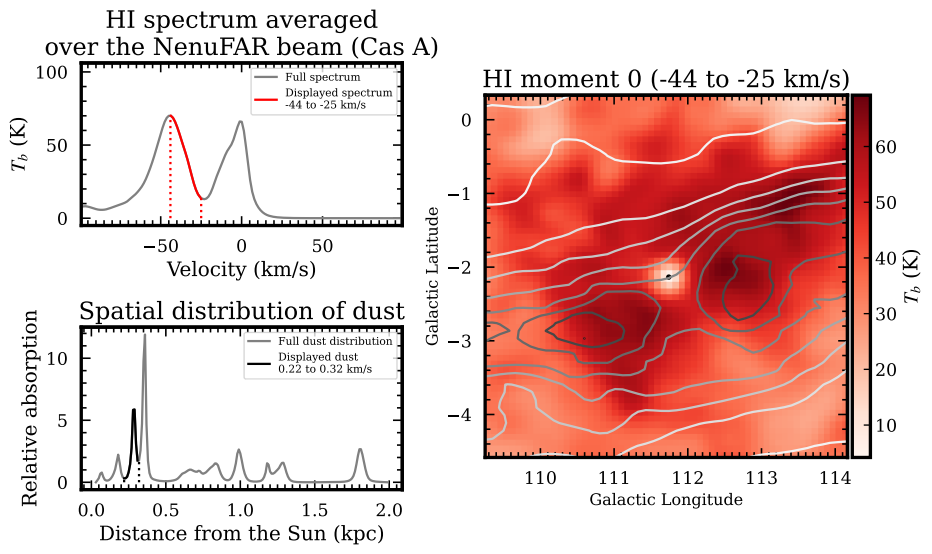 HI spectrum averaged
over the NenuFAR beam (Cas A)
100
50
0
T_b (K)
Full spectrum
Displayed spectrum
-44 to -25 km/s
−50
0
50
Velocity (km/s)
Spatial distribution of dust
10
5
0
Relative absorption
Full dust distribution
Displayed dust
0.22 to 0.32 km/s
0.0
0.5
1.0
1.5
2.0
Distance from the Sun (kpc)
HI moment 0 (-44 to -25 km/s)
0
−1
−2
−3
−4
Galactic Latitude
110
111
112
113
114
Galactic Longitude
60
50
40
30
20
10
T_b (K)